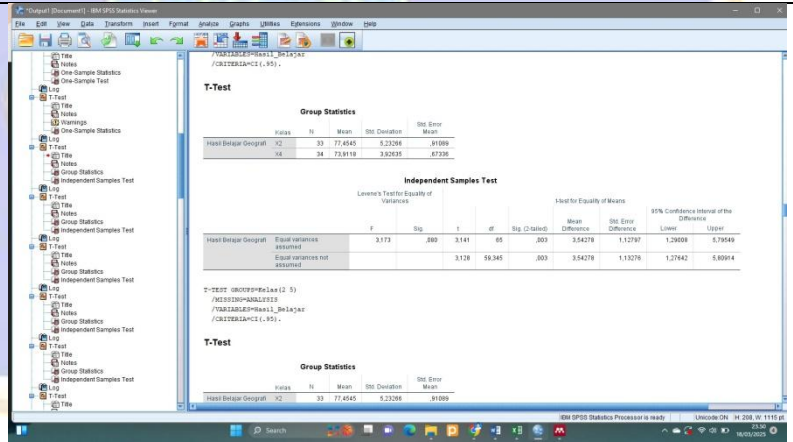 *Output1 [Document1] - IBM SPSS Statistics Viewer
File Edit View Data Transform Insert Format Analyze Graphs Utilities Extensions Window Help
Title
Notes
One-Sample Statistics
One-Sample Test
Log
T-Test
Title
Notes
Warnings
One-Sample Statistics
Log
T-Test
Title
Notes
Group Statistics
Independent Samples Test
Log
T-Test
Title
Notes
Group Statistics
Independent Samples Test
Log
T-Test
Title
Notes
Group Statistics
Independent Samples Test
Log
T-Test
Title
Notes
Group Statistics
Independent Samples Test
Log
T-Test
Title
/VARIABLES=Hasil_Belajar
/CRITERIA=CI(.95).
T-Test
Group Statistics
Kelas N Mean Std. Deviation Std. Error Mean
Hasil Belajar Geografi X2 33 77,4545 5,23266 ,91089
X4 34 73,9118 3,92635 ,67336
Independent Samples Test
Levene's Test for Equality of Variances t-test for Equality of Means
F Sig. t df Sig. (2-tailed) Mean Difference Std. Error Difference 95% Confidence Interval of the Difference
Lower Upper
Hasil Belajar Geografi Equal variances assumed 3,173 ,080 3,141 65 ,003 3,54278 1,12797 1,29008 5,79549
Equal variances not assumed 3,128 59,345 ,003 3,54278 1,13276 1,27642 5,80914
T-TEST GROUPS=Kelas(2 5)
/MISSING=ANALYSIS
/VARIABLES=Hasil_Belajar
/CRITERIA=CI(.95).
T-Test
Group Statistics
Kelas N Mean Std. Deviation Std. Error Mean
Hasil Belajar Geografi X2 33 77,4545 5,23266 ,91089
IBM SPSS Statistics Processor is ready Unicode:ON H: 208, W: 1115 pt.
Search
23.50
16/03/2025